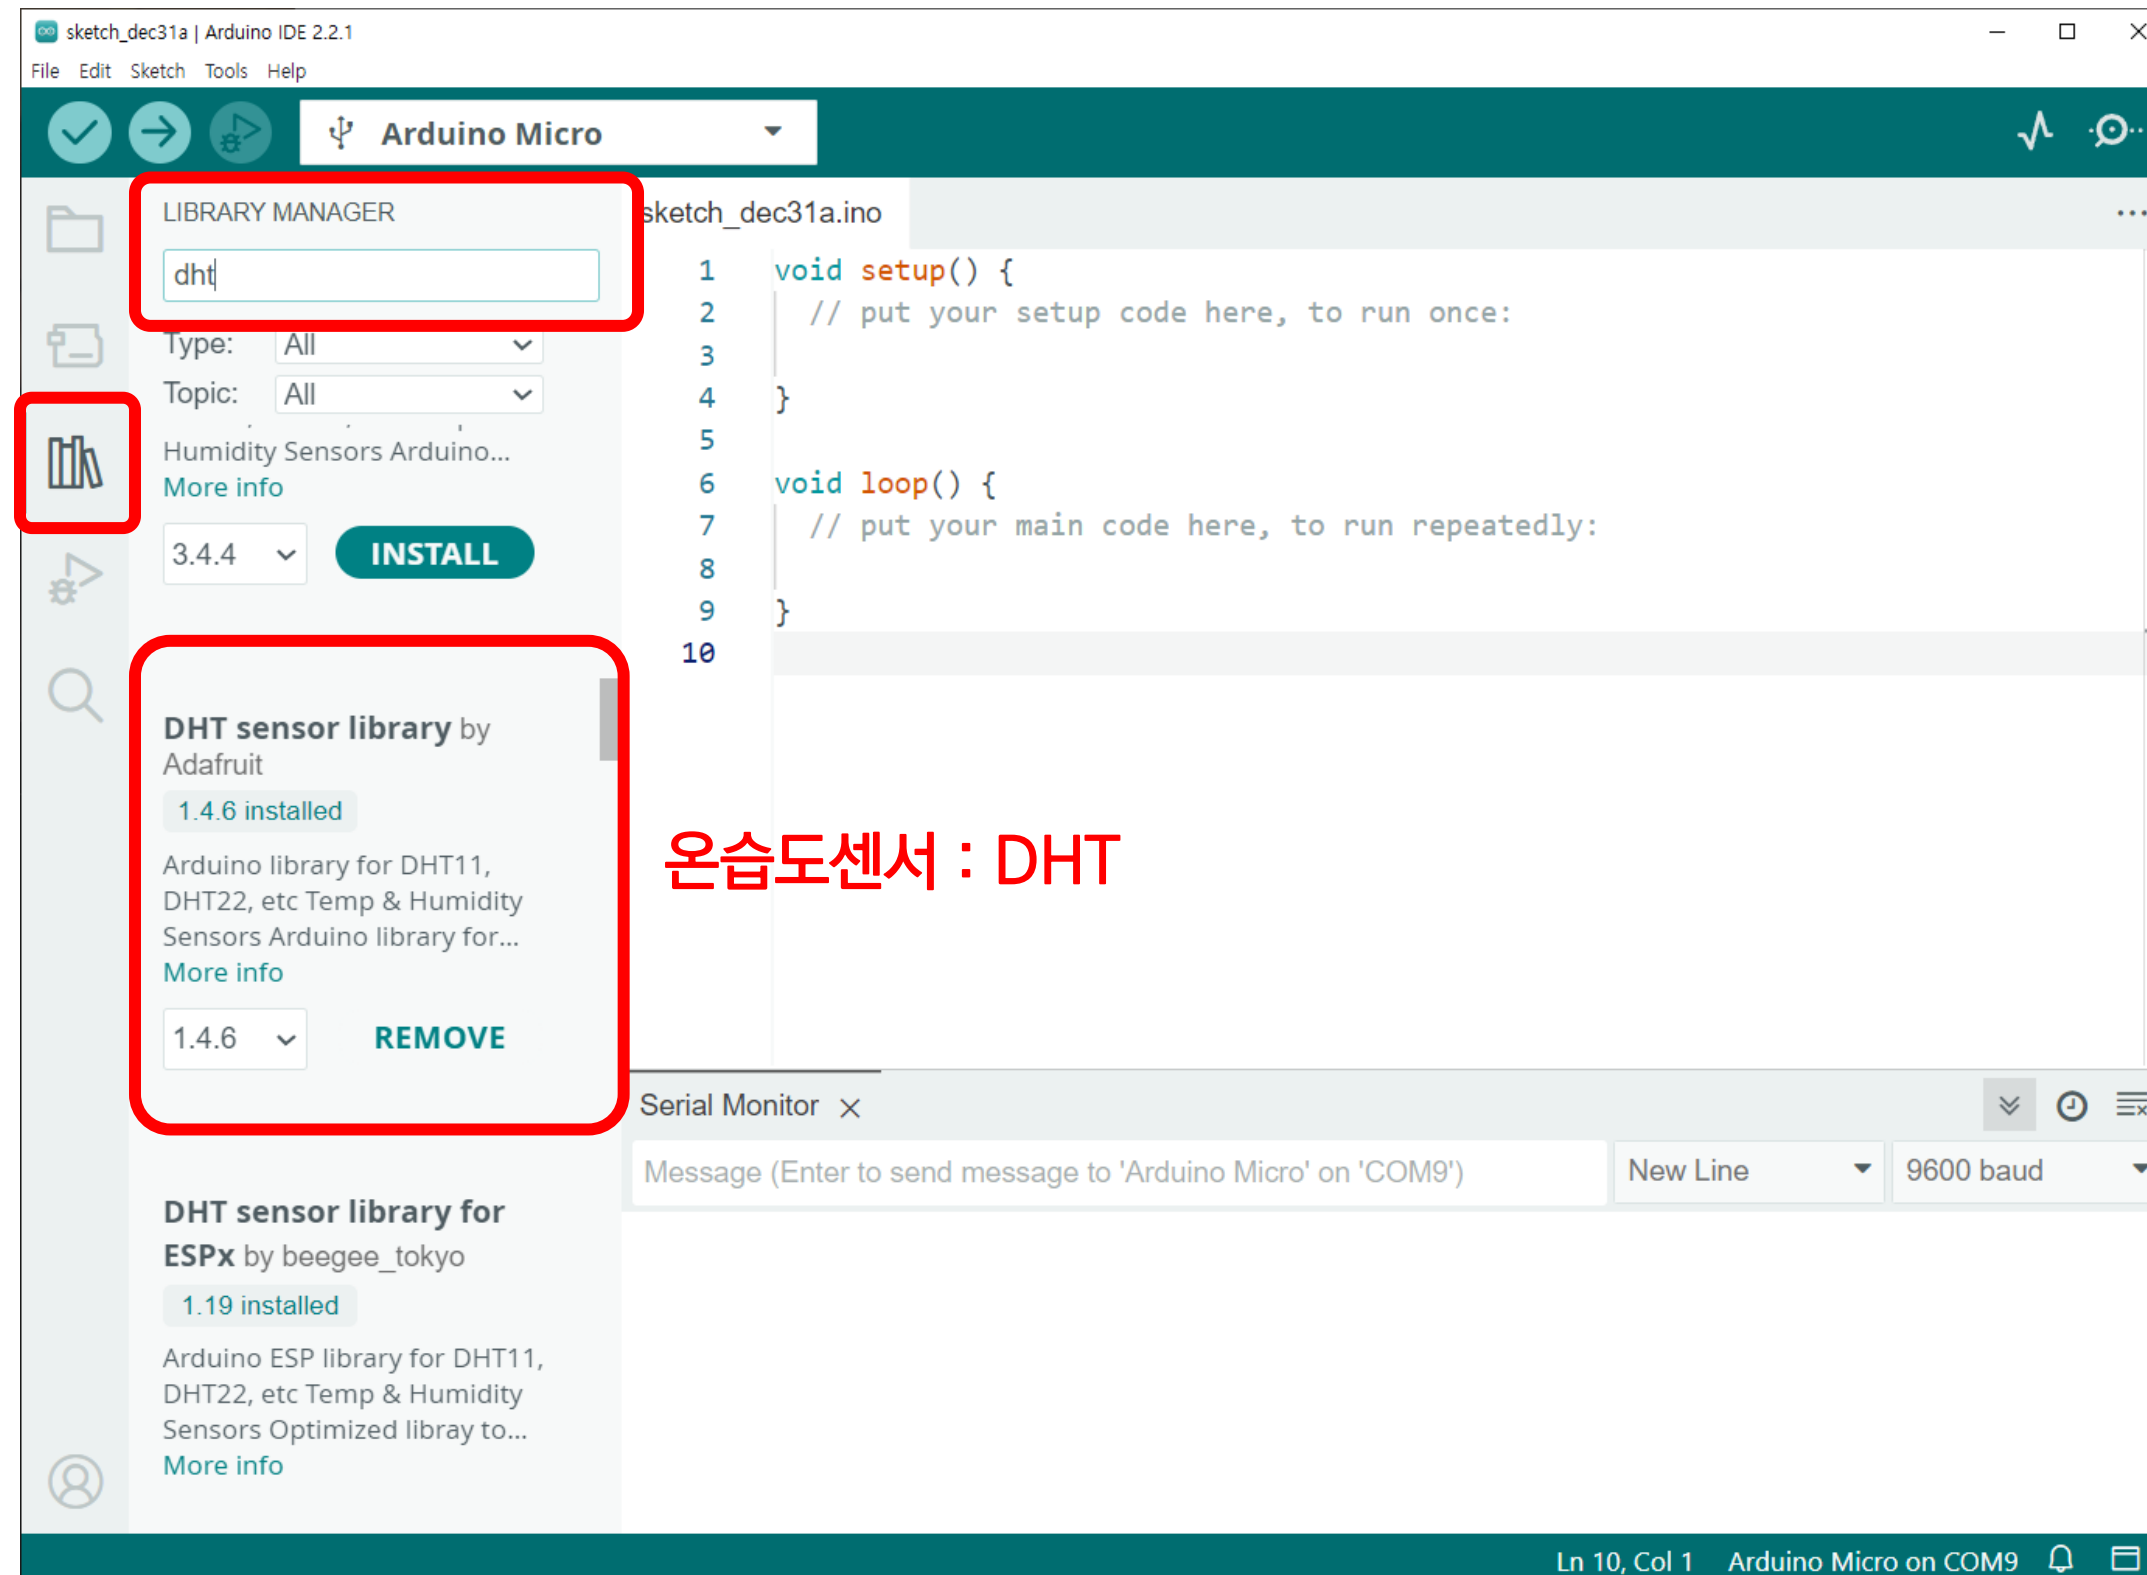 sketch_dec31a | Arduino IDE 2.2.1
File Edit Sketch Tools Help
Arduino Micro
LIBRARY MANAGER
dht
Type: All
Topic: All
Humidity Sensors Arduino...
More info
3.4.4 INSTALL
DHT sensor library by
Adafruit
1.4.6 installed
Arduino library for DHT11,
DHT22, etc Temp & Humidity
Sensors Arduino library for...
More info
1.4.6 REMOVE
DHT sensor library for
ESPx by beegee_tokyo
1.19 installed
Arduino ESP library for DHT11,
DHT22, etc Temp & Humidity
Sensors Optimized libray to...
More info
sketch_dec31a.ino
1 void setup() {
2 // put your setup code here, to run once:
3
4 }
5
6 void loop() {
7 // put your main code here, to run repeatedly:
8
9 }
10
온습도센서 : DHT
Serial Monitor
Message (Enter to send message to 'Arduino Micro' on 'COM9')
New Line
9600 baud
Ln 10, Col 1 Arduino Micro on COM9